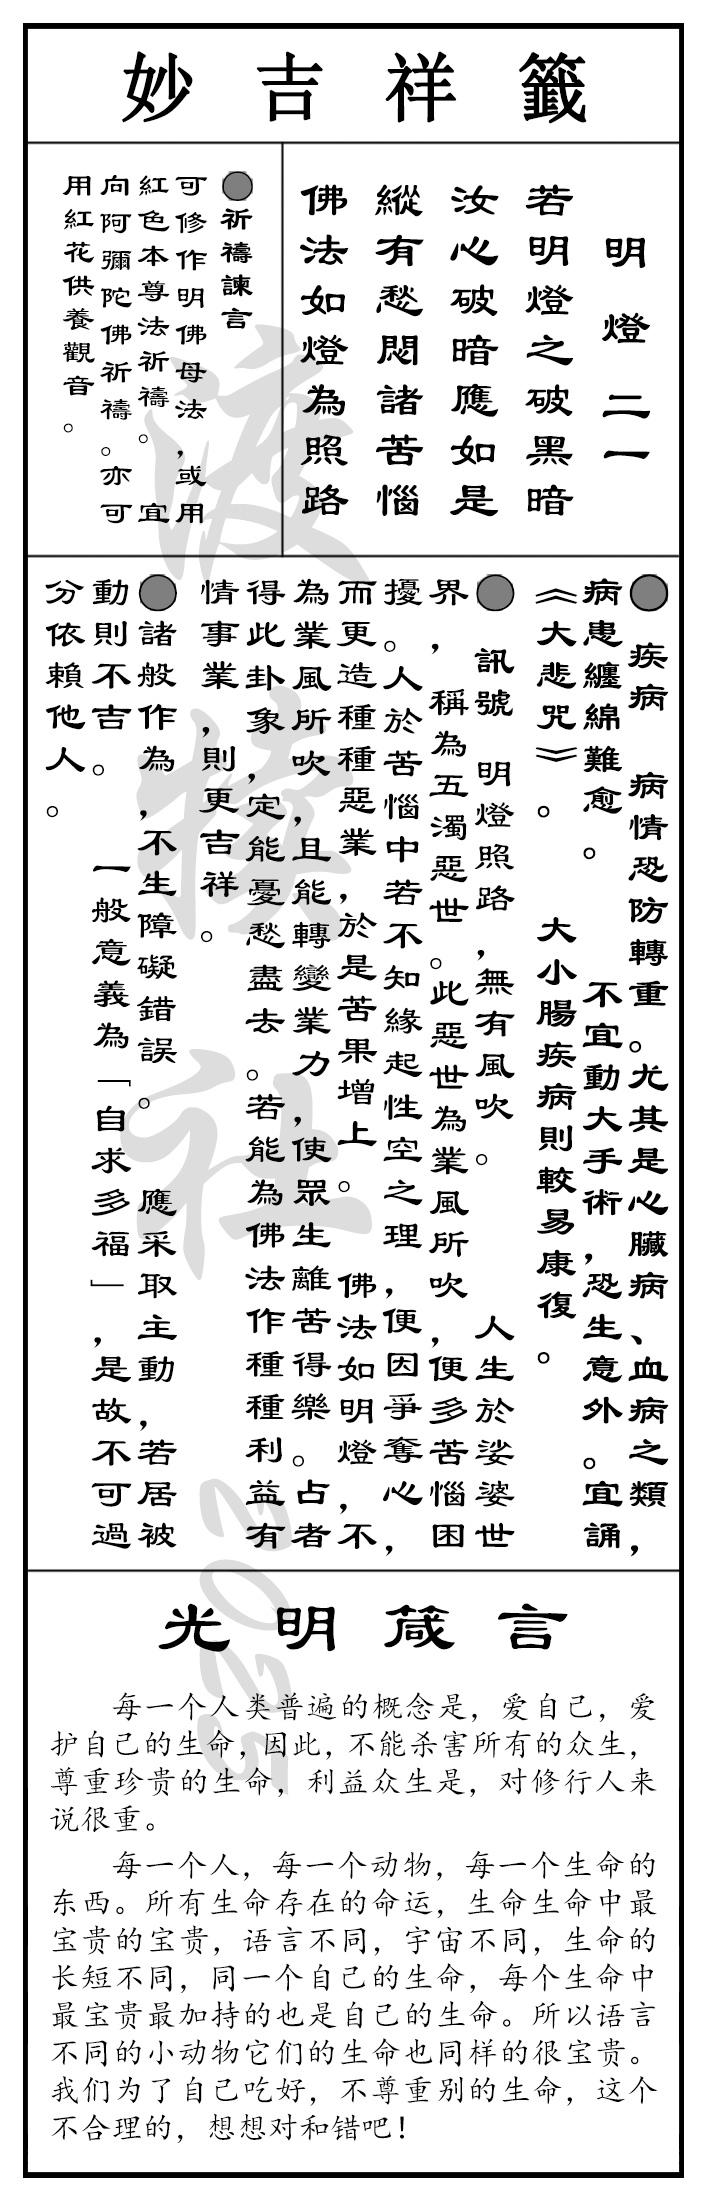 妙吉祥籤
明燈 二一
若明燈之破黑暗
汝心破暗應如是
縱有愁悶諸苦惱
佛法如燈為照路
●祈禱諫言
可修作明佛母法，或用
紅色本尊法祈禱。 宜
向阿彌陀佛祈禱。亦可
用紅花供養觀音。
● 疾病 病情恐防轉重。尤其是心臟病、血病之類，
病患纏綿難愈。 不宜動大手術，恐生意外。宜誦
《大悲咒》。 大小腸疾病則較易康復。
● 訊號 明燈照路，無有風吹。 人生於娑婆世
界，稱為五濁惡世。此惡世為業風所吹，便多苦惱困
擾。人於苦惱中若不知緣起性空之理，便因爭奪心，
而更造種種惡業，於是苦果增上。 佛法如明燈，不
為業風所吹，且能轉變業力，使眾生離苦得樂。占者
得此卦象，定能憂愁盡去。若能為佛法作種種利益有
情事業，則更吉祥。
●諸般作為，不生障礙錯誤。 應采取主動，若居被
動則不吉。 一般意義為「自求多福」，是故不可過
分依賴他人。
光明箴言
每一个人类普遍的概念是，爱自己，爱
护自己的生命，因此，不能杀害所有的众生，
尊重珍贵的生命，利益众生是，对修行人来
说很重。
每一个人，每一个动物，每一个生命的
东西。所有生命存在的命运，生命生命中最
宝贵的宝贵，语言不同，宇宙不同，生命的
长短不同，同一个自己的生命，每个生命中
最宝贵最加持的也是自己的生命。所以语言
不同的小动物它们的生命也同样的很宝贵。
我们为了自己吃好，不尊重别的生命，这个
不合理的，想想对和错吧！
渡犊社 2025